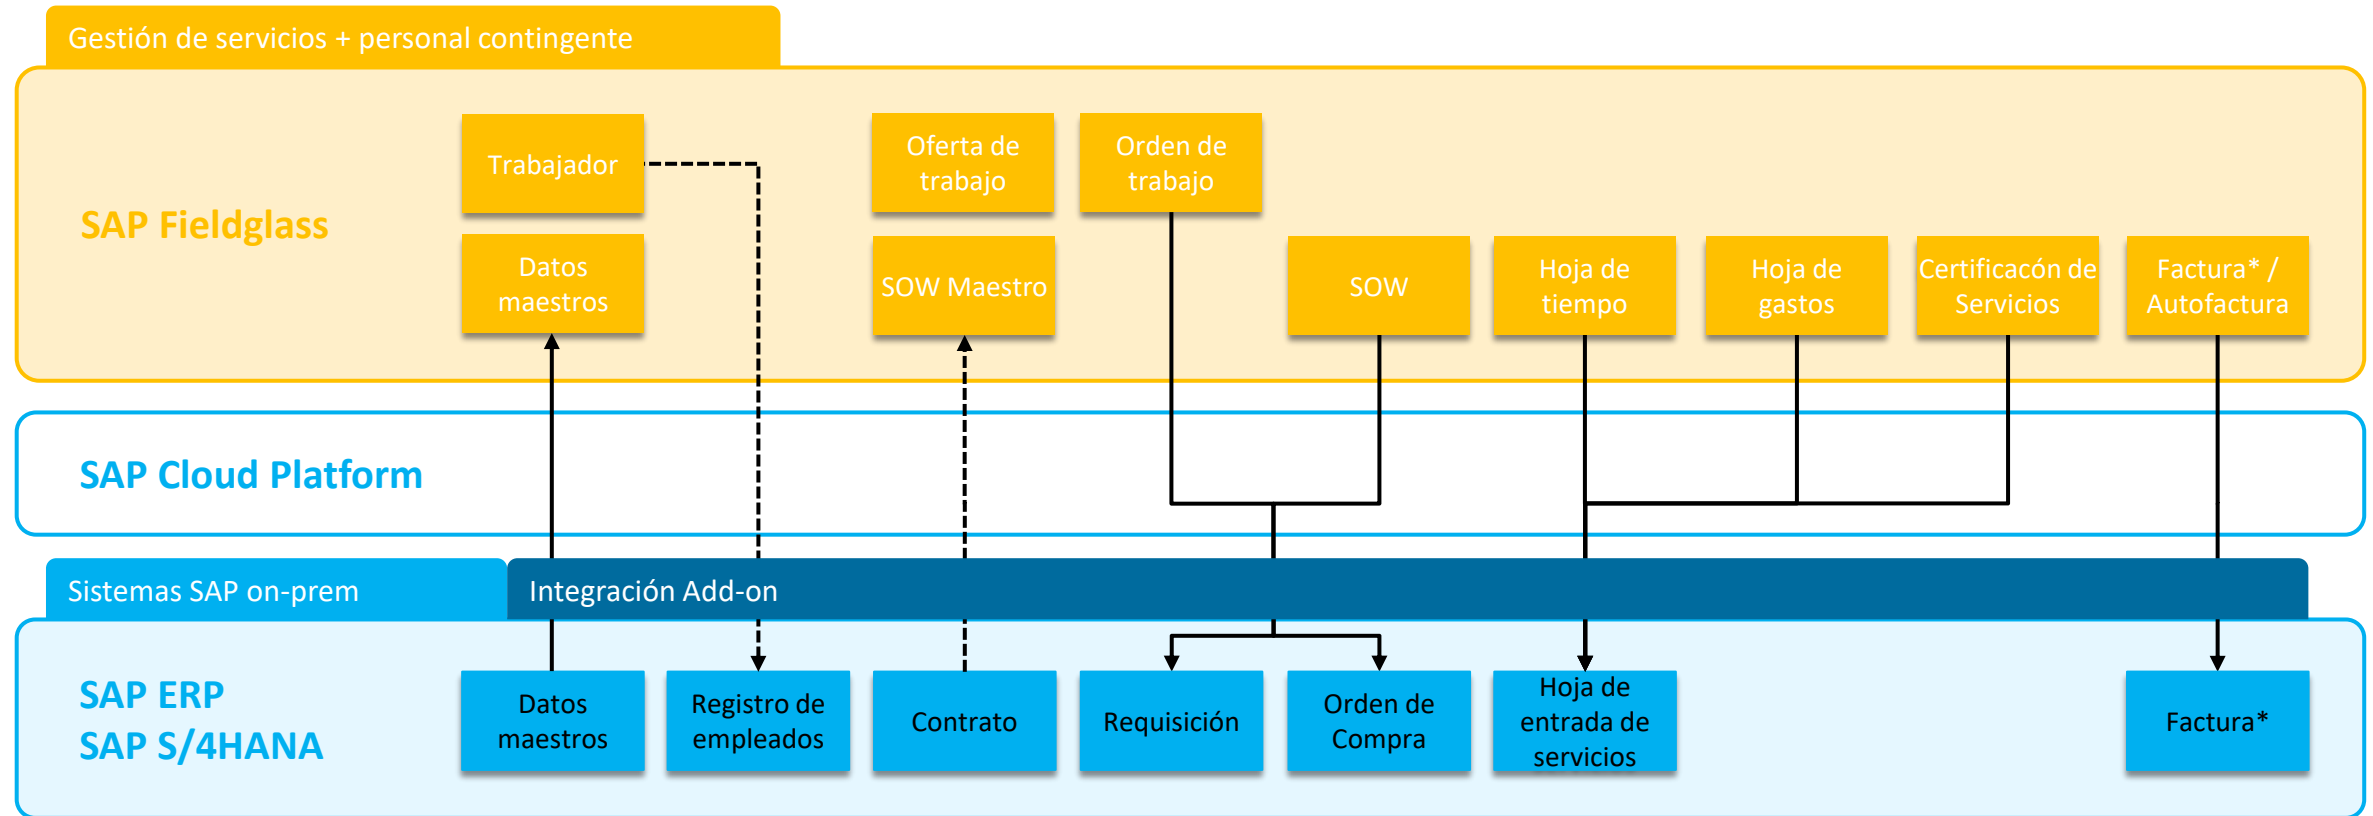 Gestión de servicios + personal contingente
Trabajador
Oferta de
trabajo
Orden de
trabajo
SAP Fieldglass
Datos
maestros
SOW Maestro
SOW
Hoja de
tiempo
Hoja de
gastos
Certificacón de
Servicios
Factura* /
Autofactura
SAP Cloud Platform
Sistemas SAP on-prem
Integración Add-on
SAP ERP
SAP S/4HANA
Datos
maestros
Registro de
empleados
Contrato
Requisición
Orden de
Compra
Hoja de
entrada de
servicios
Factura*